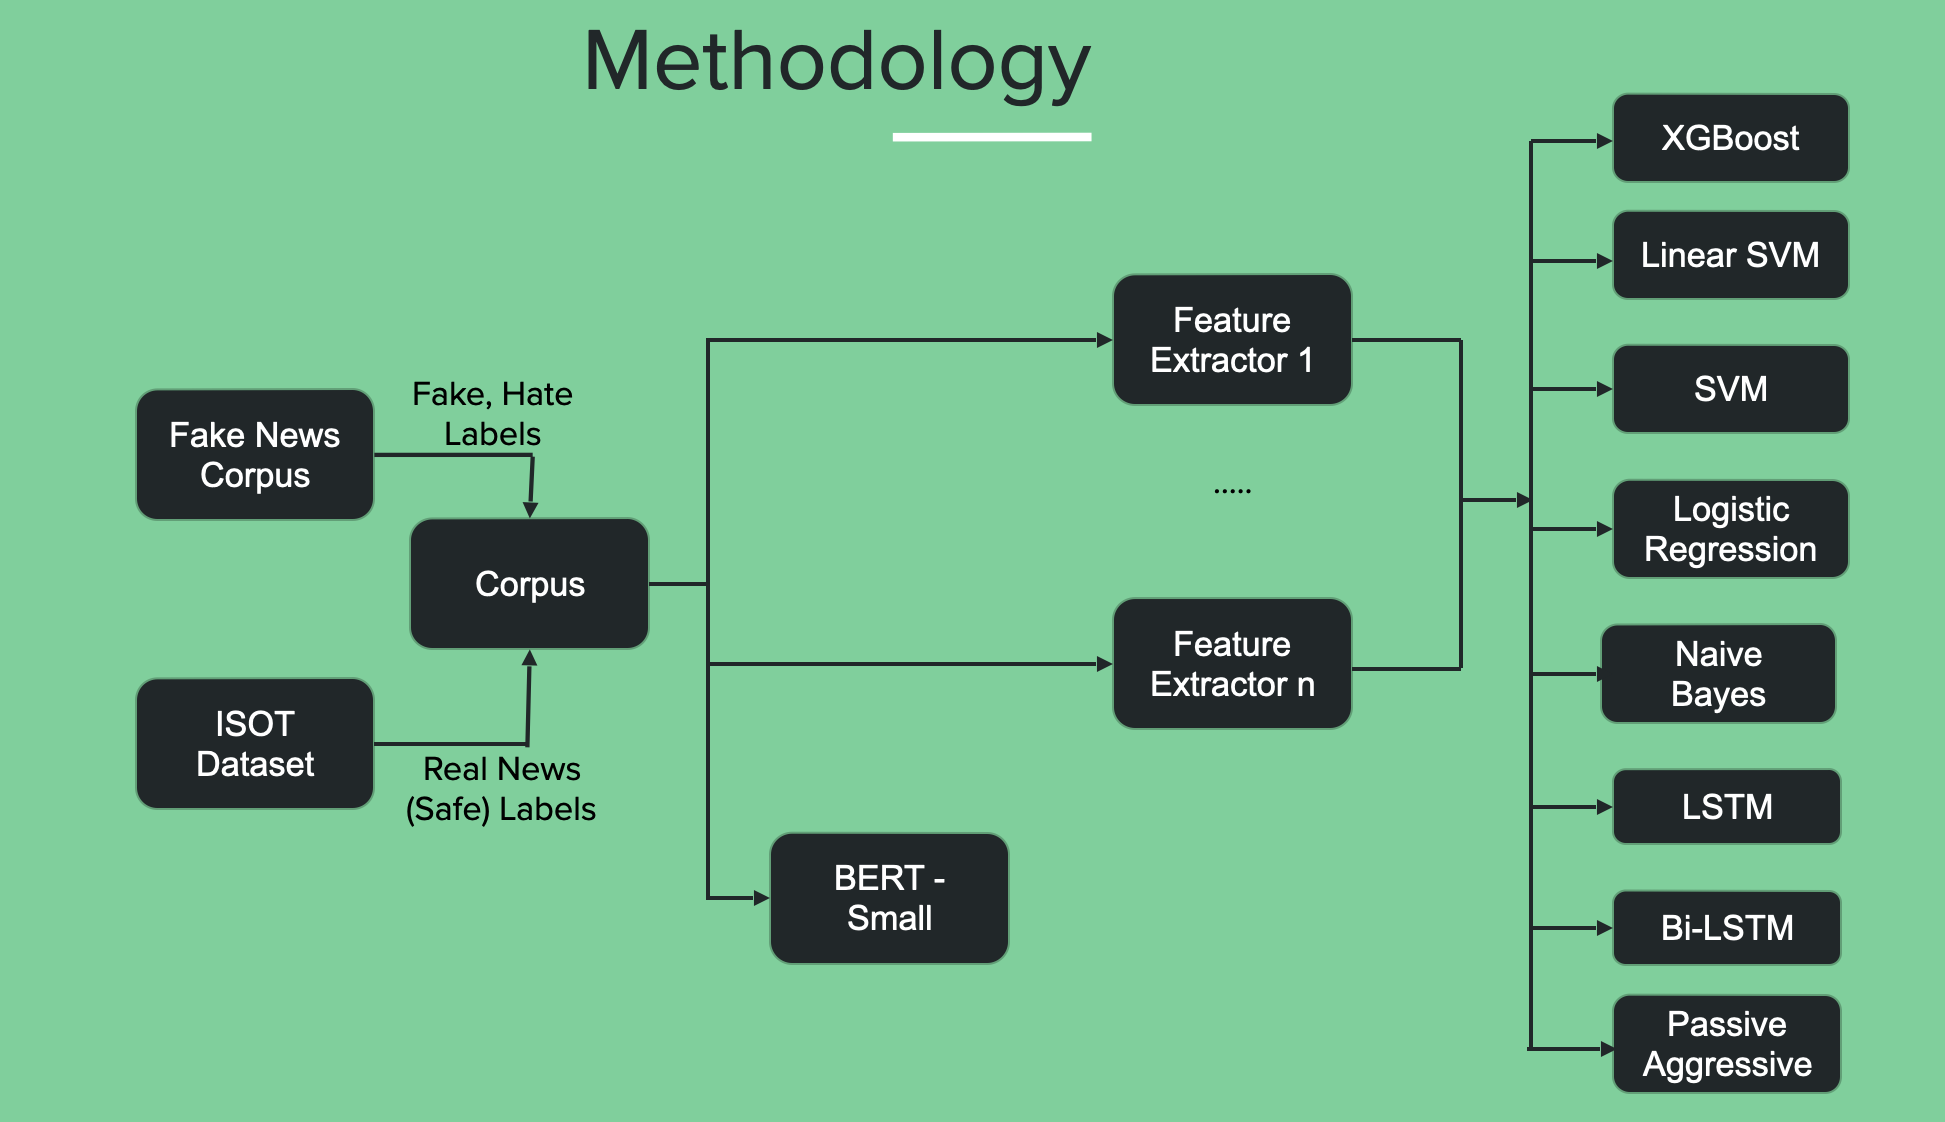 Methodology
Fake News
Corpus
Fake, Hate
Labels
Corpus
ISOT
Dataset
Real News
(Safe) Labels
Feature
Extractor 1
.....
Feature
Extractor n
BERT -
Small
XGBoost
Linear SVM
SVM
Logistic
Regression
Naive
Bayes
LSTM
Bi-LSTM
Passive
Aggressive